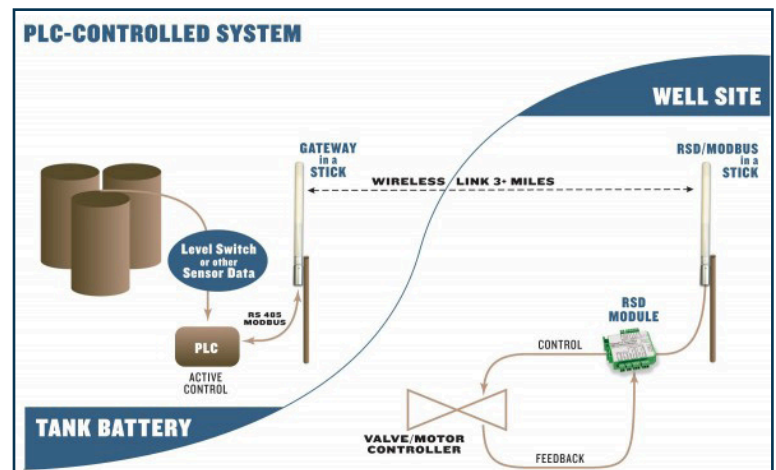 PLC-CONTROLLED SYSTEM
WELL SITE
GATEWAY
in a
STICK
RSD/MODBUS
in a
STICK
WIRELESS LINK 3+ MILES
Level Switch
or other
Sensor Data
RS 485
MODBUS
PLC
ACTIVE
CONTROL
RSD
MODULE
CONTROL
VALVE/MOTOR
CONTROLLER
FEEDBACK
TANK BATTERY